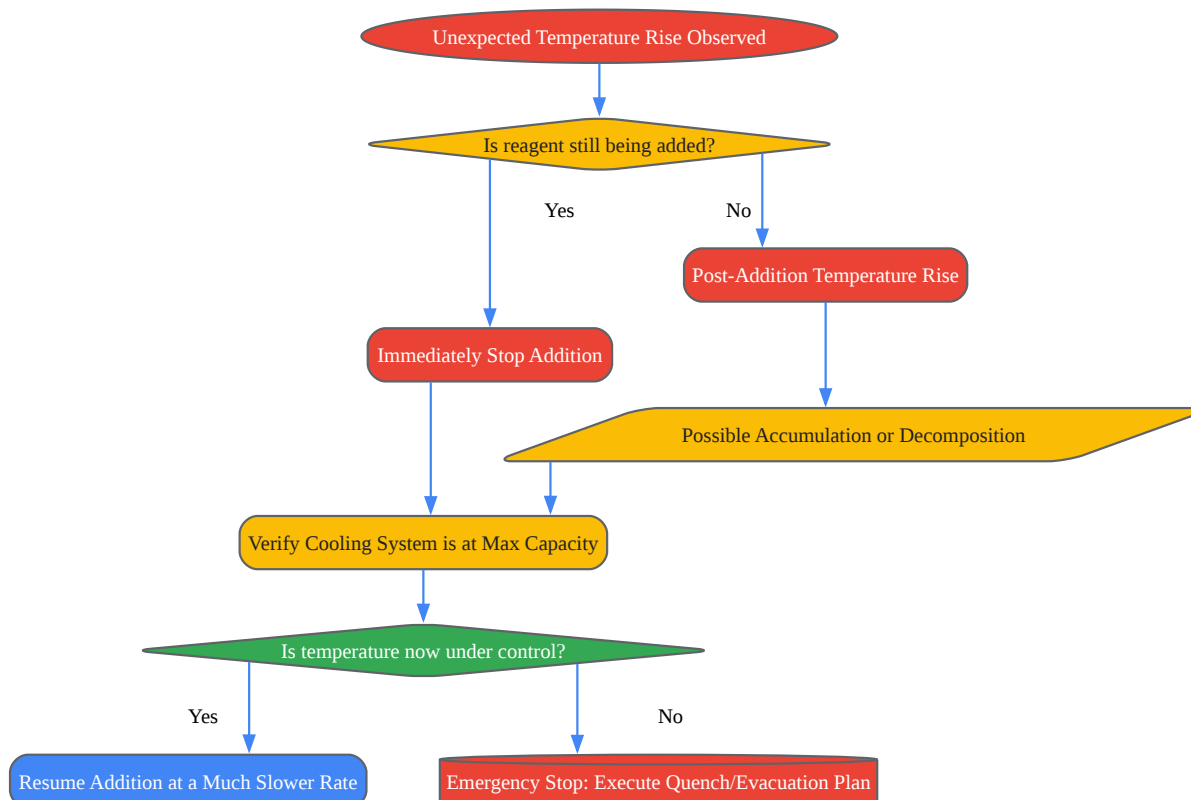 Unexpected Temperature Rise Observed
Is reagent still being added?
Yes
No
Post-Addition Temperature Rise
Immediately Stop Addition
Possible Accumulation or Decomposition
Verify Cooling System is at Max Capacity
Is temperature now under control?
Yes
No
Resume Addition at a Much Slower Rate
Emergency Stop: Execute Quench/Evacuation Plan